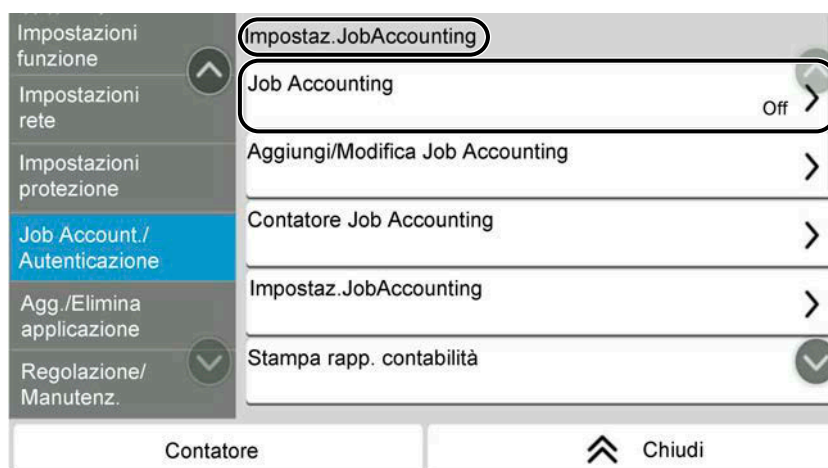 Impostazioni
funzione
Impostazioni
rete
Impostazioni
protezione
Job Account./
Autenticazione
Agg./Elimina
applicazione
Regolazione/
Manutenz.
Impostaz.JobAccounting
Job Accounting
Off
Aggiungi/Modifica Job Accounting
Contatore Job Accounting
Impostaz.JobAccounting
Stampa rapp. contabilità
Contatore
Chiudi